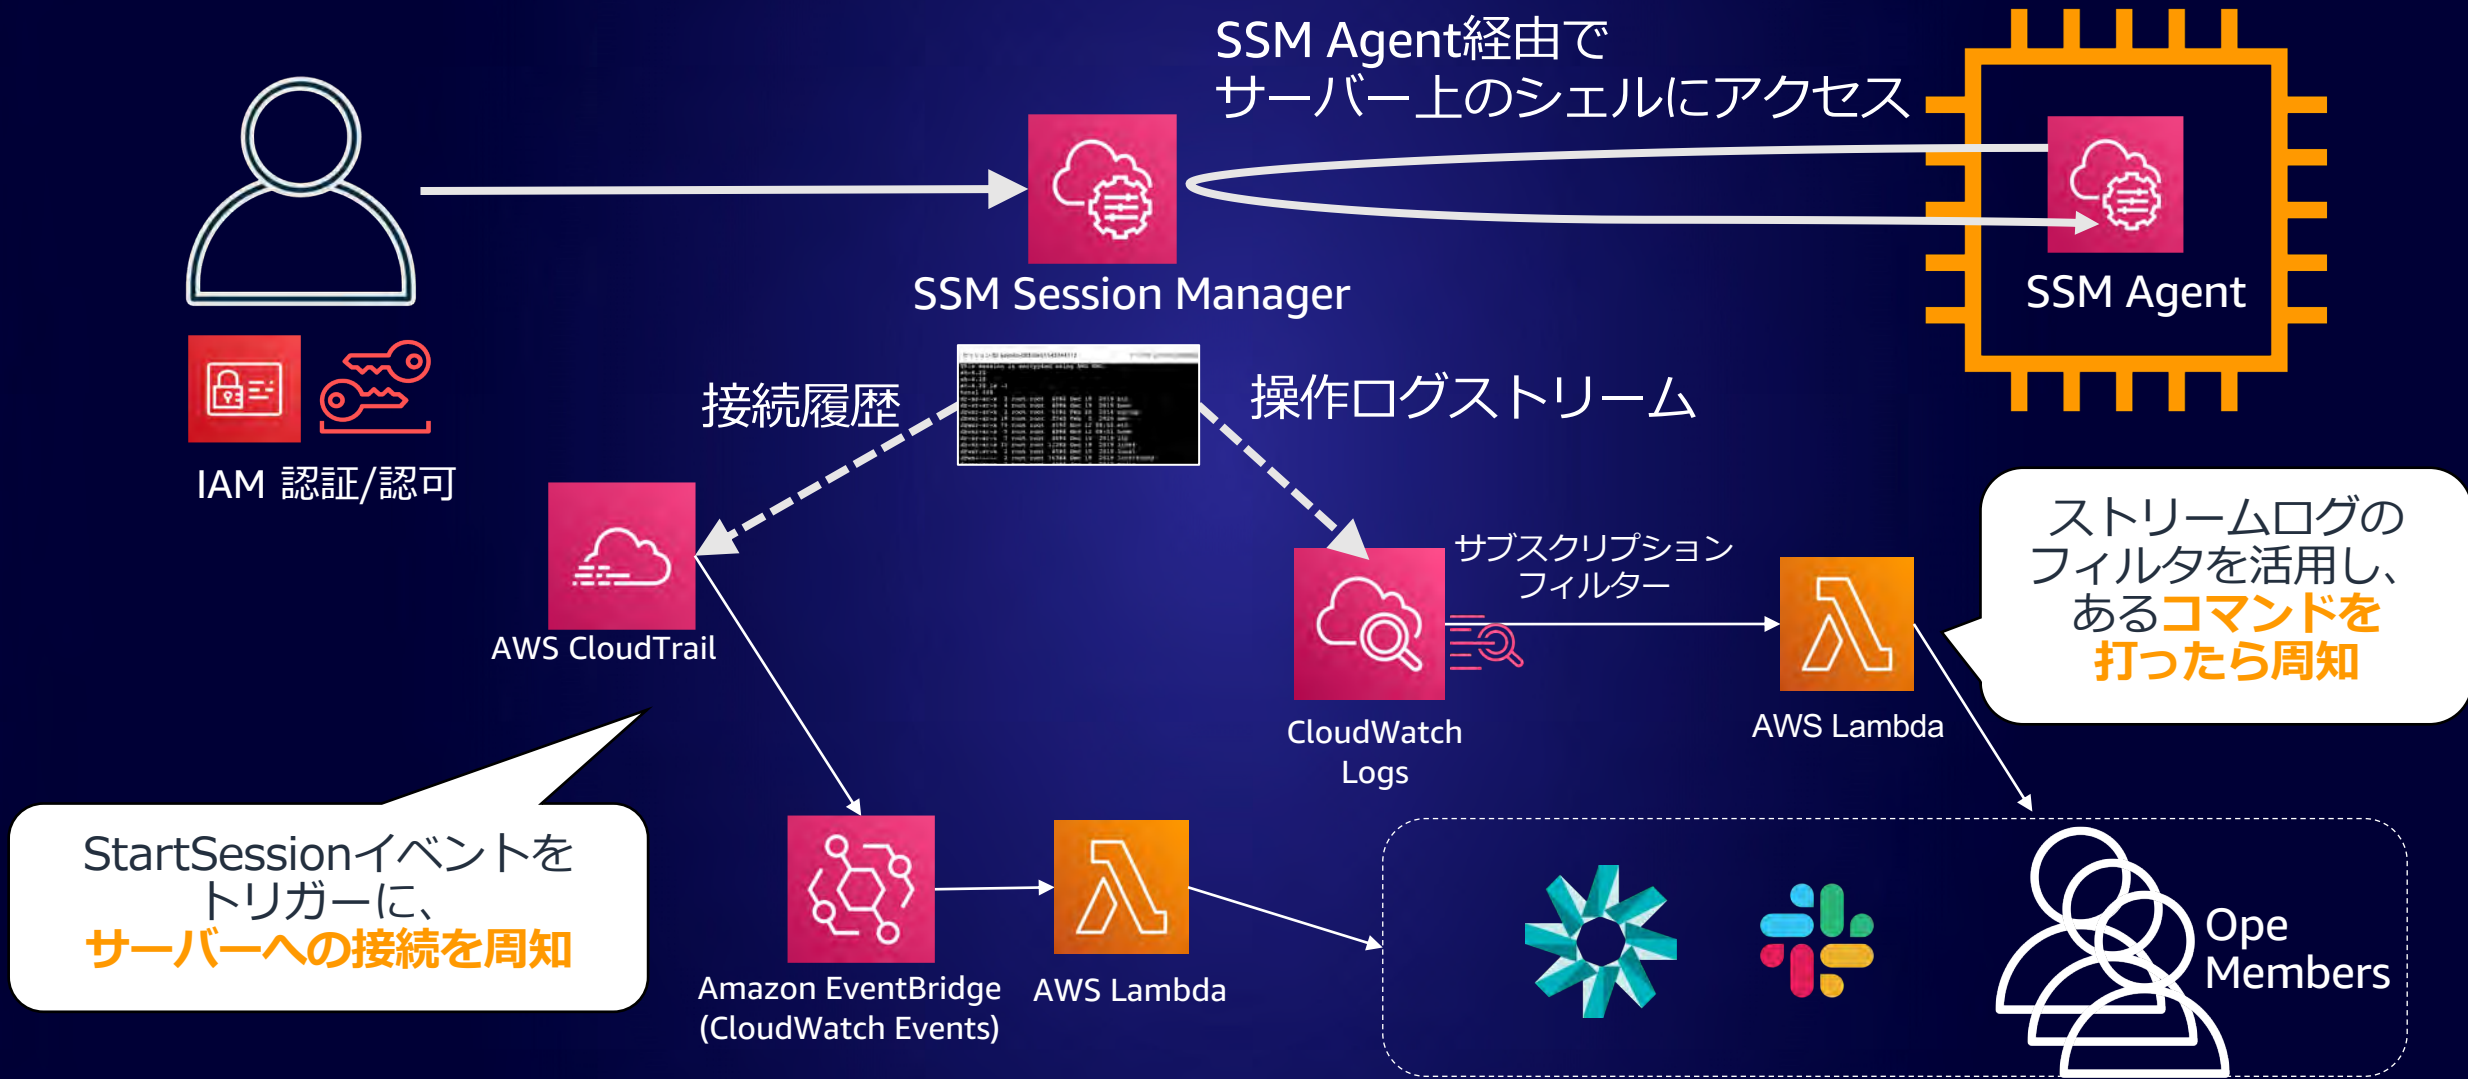 SSM Agent経由で
サーバー上のシェルにアクセス
SSM Session Manager
SSM Agent
IAM 認証/認可
接続履歴
操作ログストリーム
AWS CloudTrail
サブスクリプション
フィルター
CloudWatch
Logs
AWS Lambda
ストリームログの
フィルタを活用し、
あるコマンドを
打ったら周知
StartSessionイベントを
トリガーに、
サーバーへの接続を周知
Amazon EventBridge
(CloudWatch Events)
AWS Lambda
Ope
Members